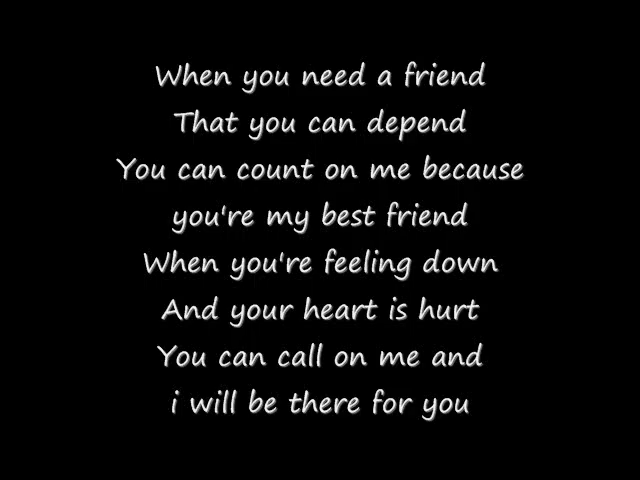 When you need a friend
That you can depend
You can count on me because
you're my best friend
When you're feeling down
And your heart is hurt
You can call on me and
i will be there for you